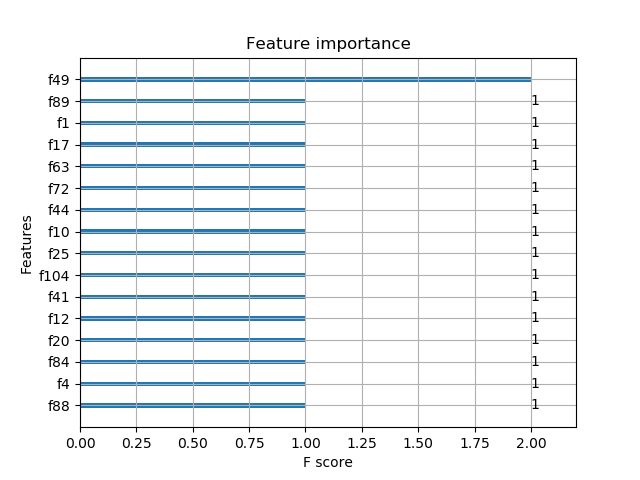 Feature importance
f49
f89 1
f1 1
f17 1
f63 1
f72 1
f44 1
f10 1
f25 1
f104 1
f41 1
f12 1
f20 1
f84 1
f4 1
f88 1
Features
0.00 0.25 0.50 0.75 1.00 1.25 1.50 1.75 2.00
F score